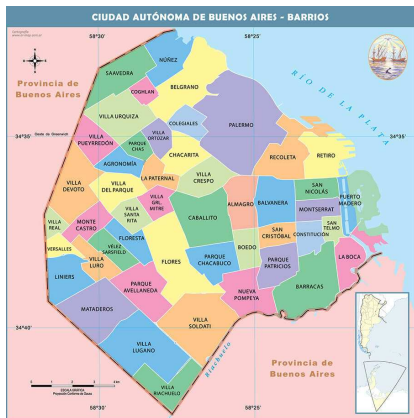 CIUDAD AUTÓNOMA DE BUENOS AIRES - BARRIOS
58°30'
58°25'
NÚÑEZ
SAAVEDRA
Provincia de
Buenos Aires
COGHLAN
BELGRANO
RÍO DE LA PLATA
VILLA URQUIZA
COLEGIALES
PALERMO
34°35'
34°35'
VILLA
PUEYRREDÓN
VILLA
ORTÚZAR
PARQUE
CHAS
CHACARITA
RECOLETA
RETIRO
AGRONOMÍA
LA PATERNAL
VILLA
CRESPO
VILLA
DEVOTO
VILLA
DEL PARQUE
SAN
NICOLÁS
PUERTO
MADERO
VILLA
GRL.
MITRE
ALMAGRO
BALVANERA
MONTSERRAT
VILLA
SANTA
RITA
CABALLITO
VILLA
REAL
MONTE
CASTRO
SAN
TELMO
SAN
CRISTÓBAL
CONSTITUCIÓN
FLORESTA
BOEDO
VERSALLES
VÉLEZ
SARSFIELD
VILLA
LURO
LA BOCA
FLORES
PARQUE
CHACABUCO
PARQUE
PATRICIOS
LINIERS
PARQUE
AVELLANEDA
NUEVA
POMPEYA
BARRACAS
MATADEROS
VILLA
SOLDATI
34°40'
34°40'
VILLA
LUGANO
Riachuelo
Provincia de
Buenos Aires
VILLA
RIACHUELO
ESCALA GRÁFICA
58°30'
58°25'